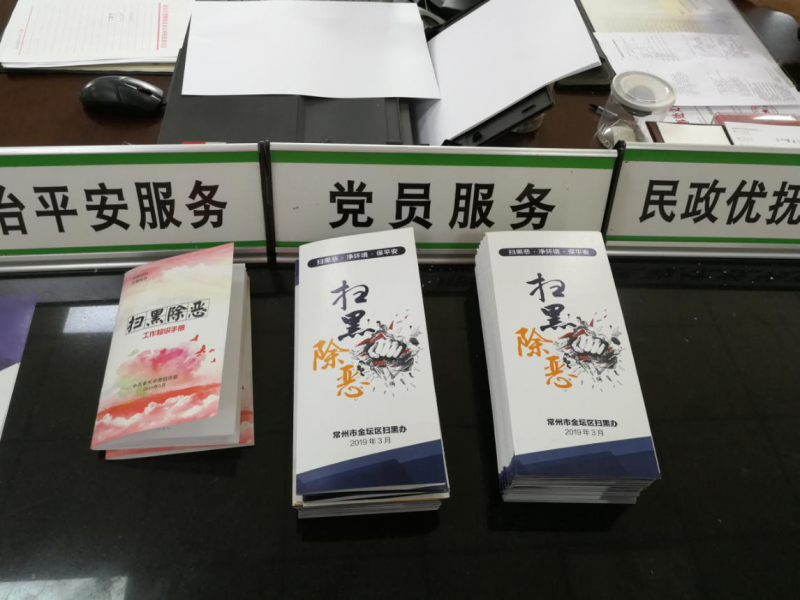 治平安服务
党员服务
民政优抚
扫黑除恶
工作知识手册
扫黑恶·净环境·保平安
扫黑
除恶
常州市金坛区扫黑办
2019年3月
扫黑恶·净环境·保平安
扫黑
除恶
常州市金坛区扫黑办
2019年3月